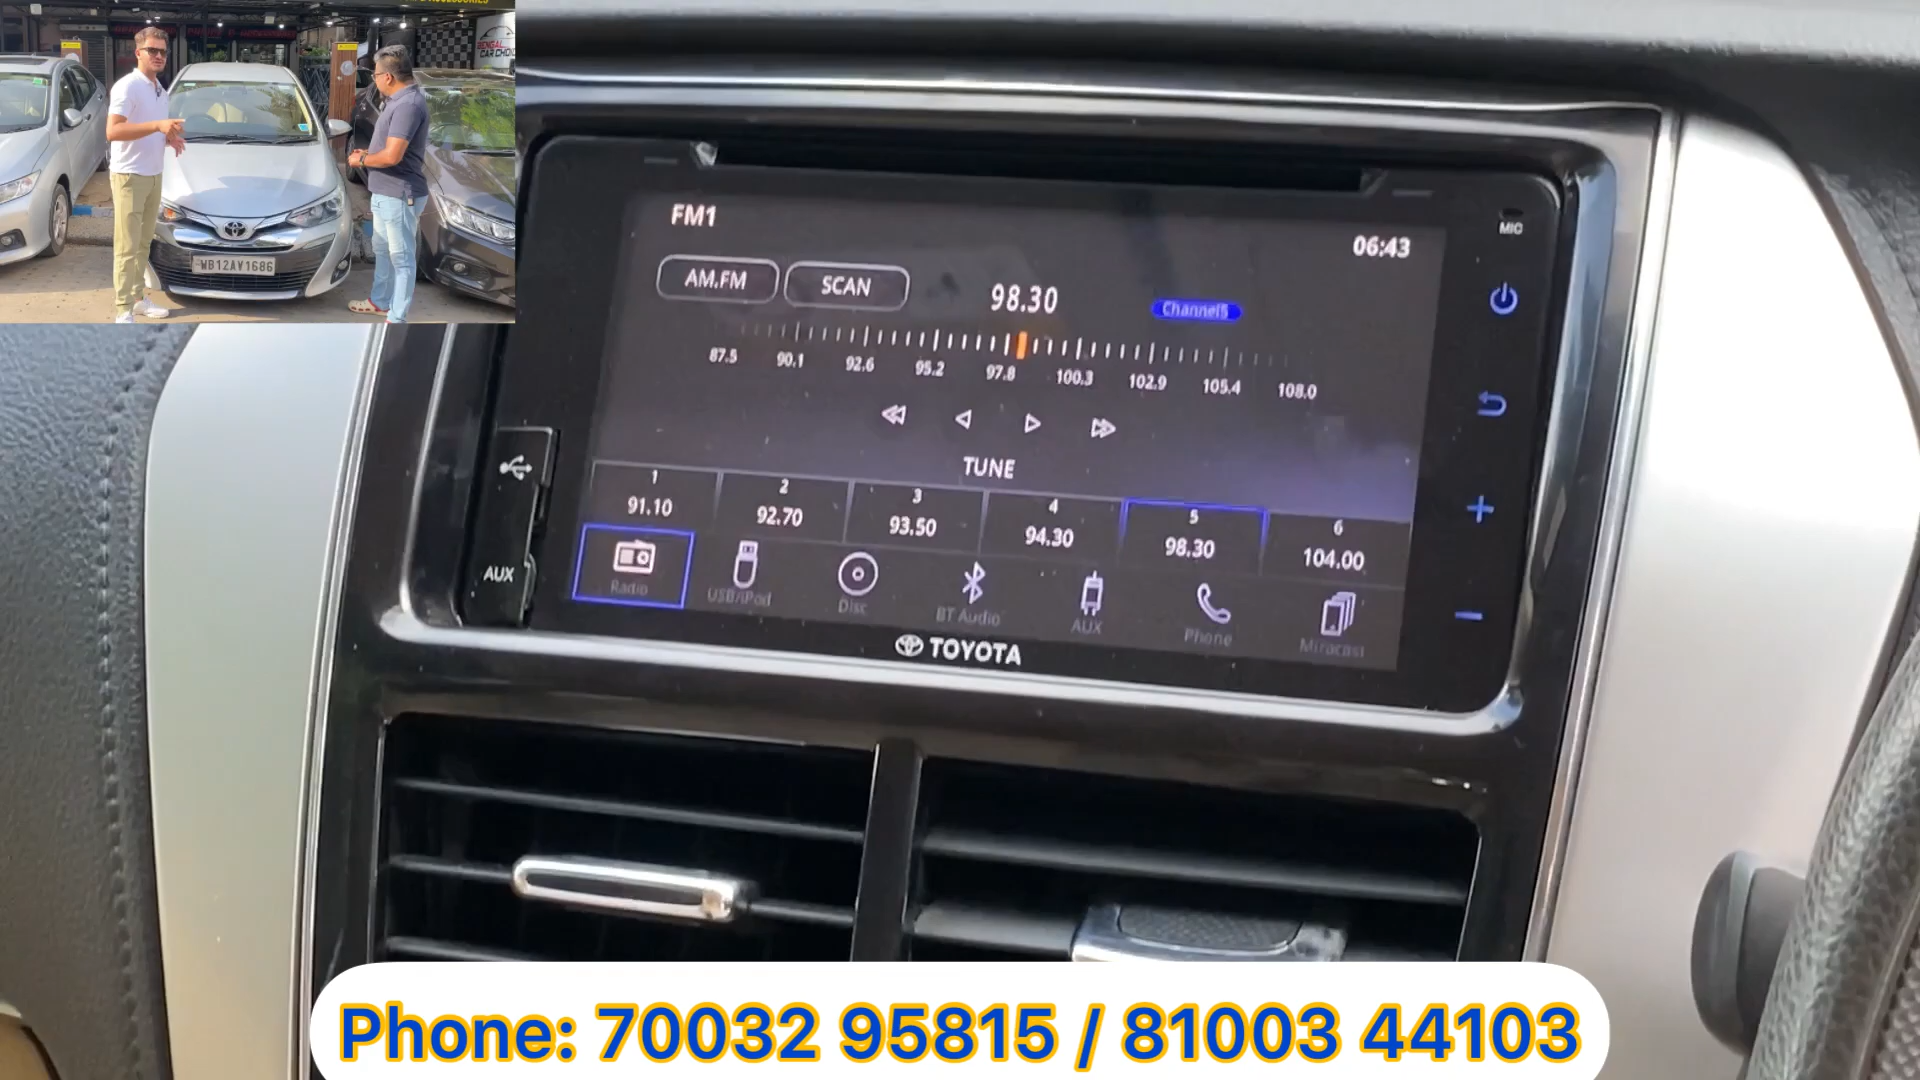 BENGAL
CAR CHOICE
WB12AV1686
FM1
06:43
MIC
AM.FM
SCAN
98.30
Channel5
87.5
90.1
92.6
95.2
97.8
100.3
102.9
105.4
108.0
TUNE
1
2
3
4
5
6
91.10
92.70
93.50
94.30
98.30
104.00
AUX
Radio
USB/iPod
Disc
BT Audio
AUX
Phone
Miracast
TOYOTA
Phone: 70032 95815 / 81003 44103